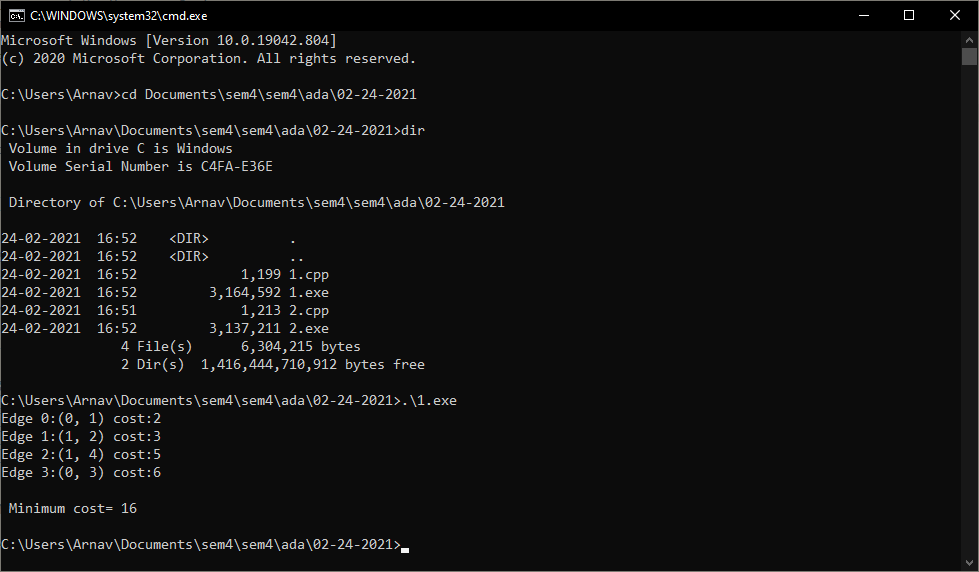 C:\WINDOWS\system32\cmd.exe
Microsoft Windows [Version 10.0.19042.804]
(c) 2020 Microsoft Corporation. All rights reserved.
C:\Users\Arnav>cd Documents\sem4\sem4\ada\02-24-2021
C:\Users\Arnav\Documents\sem4\sem4\ada\02-24-2021>dir
 Volume in drive C is Windows
 Volume Serial Number is C4FA-E36E
 Directory of C:\Users\Arnav\Documents\sem4\sem4\ada\02-24-2021
24-02-2021  16:52    <DIR>          .
24-02-2021  16:52    <DIR>          ..
24-02-2021  16:52             1,199 1.cpp
24-02-2021  16:52         3,164,592 1.exe
24-02-2021  16:51             1,213 2.cpp
24-02-2021  16:52         3,137,211 2.exe
               4 File(s)      6,304,215 bytes
               2 Dir(s)  1,416,444,710,912 bytes free
C:\Users\Arnav\Documents\sem4\sem4\ada\02-24-2021>.\1.exe
Edge 0:(0, 1) cost:2
Edge 1:(1, 2) cost:3
Edge 2:(1, 4) cost:5
Edge 3:(0, 3) cost:6
 Minimum cost= 16
C:\Users\Arnav\Documents\sem4\sem4\ada\02-24-2021>